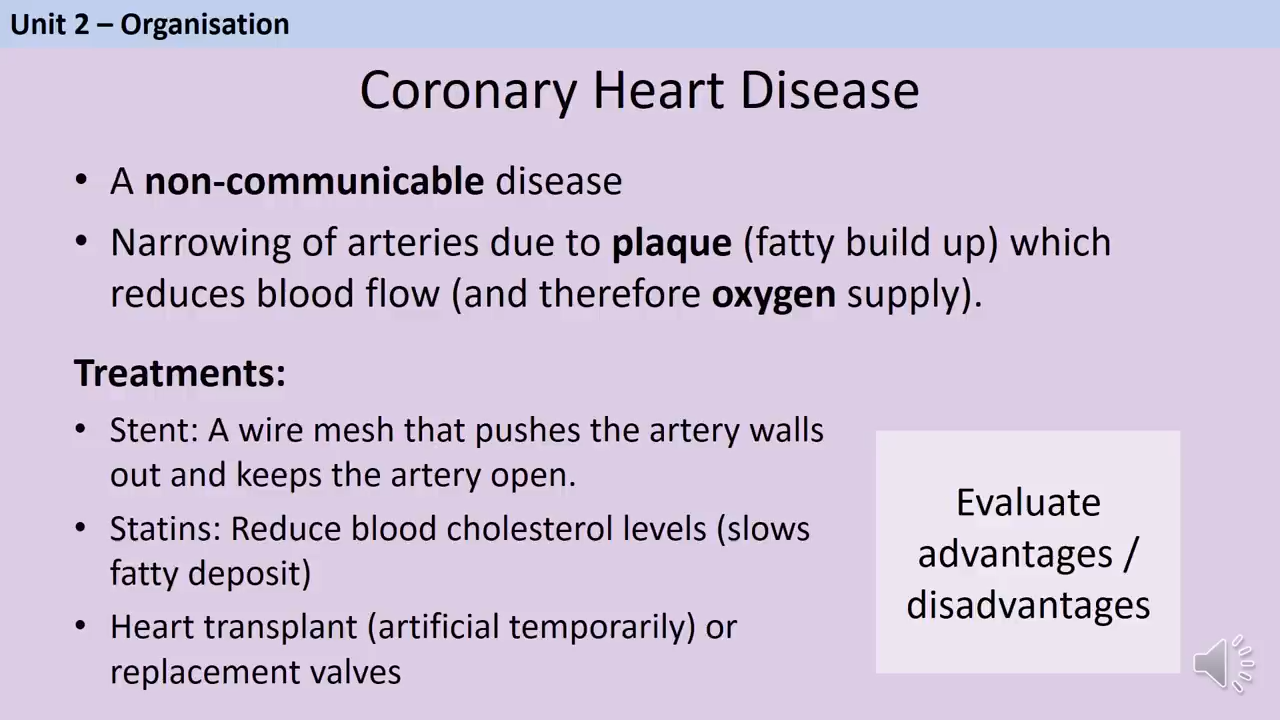 Unit 2 – Organisation
Coronary Heart Disease
• A non-communicable disease
• Narrowing of arteries due to plaque (fatty build up) which
reduces blood flow (and therefore oxygen supply).
Treatments:
• Stent: A wire mesh that pushes the artery walls
out and keeps the artery open.
• Statins: Reduce blood cholesterol levels (slows
fatty deposit)
• Heart transplant (artificial temporarily) or
replacement valves
Evaluate
advantages /
disadvantages